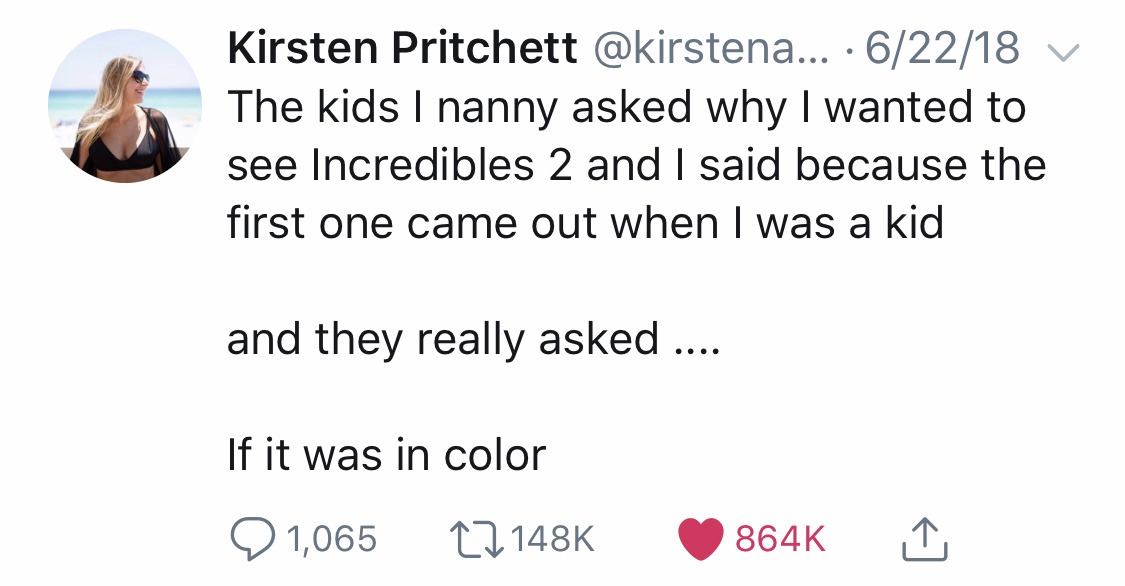 Kirsten Pritchett @kirstena... · 6/22/18
The kids I nanny asked why I wanted to
see Incredibles 2 and I said because the
first one came out when I was a kid
and they really asked ....
If it was in color
1,065 148K 864K